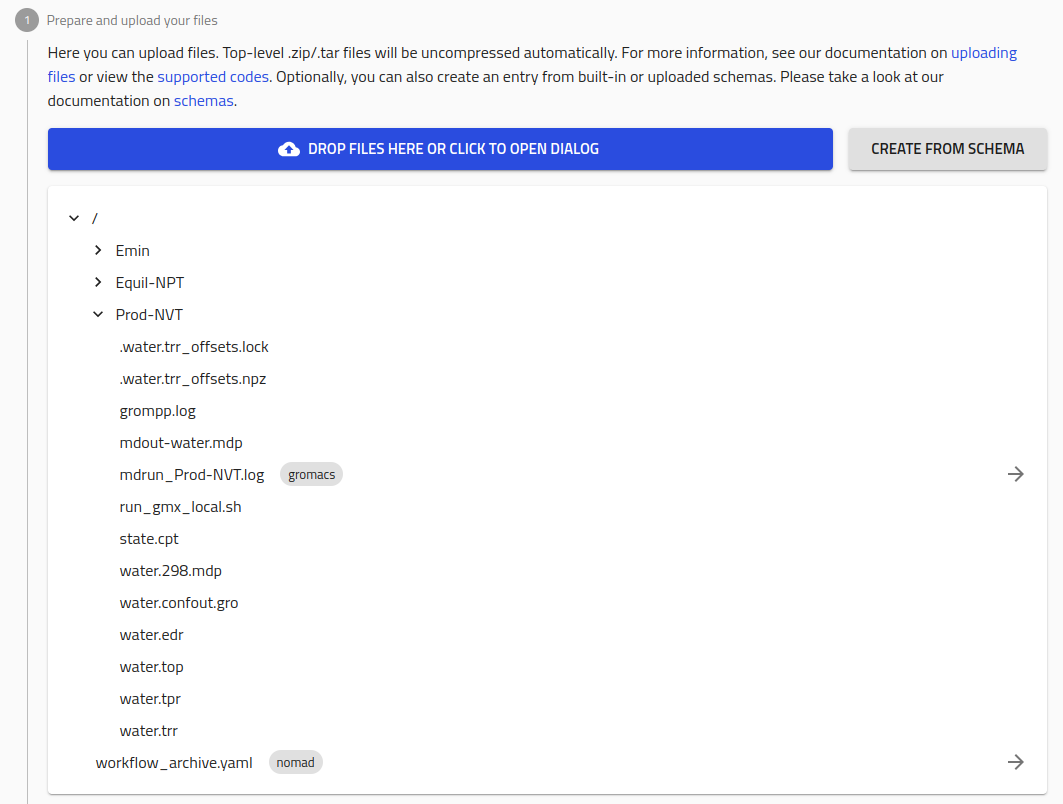 1 Prepare and upload your files
Here you can upload files. Top-level .zip/.tar files will be uncompressed automatically. For more information, see our documentation on uploading
files or view the supported codes. Optionally, you can also create an entry from built-in or uploaded schemas. Please take a look at our
documentation on schemas.
DROP FILES HERE OR CLICK TO OPEN DIALOG
CREATE FROM SCHEMA
/
Emin
Equil-NPT
Prod-NVT
.water.trr_offsets.lock
.water.trr_offsets.npz
grompp.log
mdout-water.mdp
mdrun_Prod-NVT.log gromacs
run_gmx_local.sh
state.cpt
water.298.mdp
water.confout.gro
water.edr
water.top
water.tpr
water.trr
workflow_archive.yaml nomad